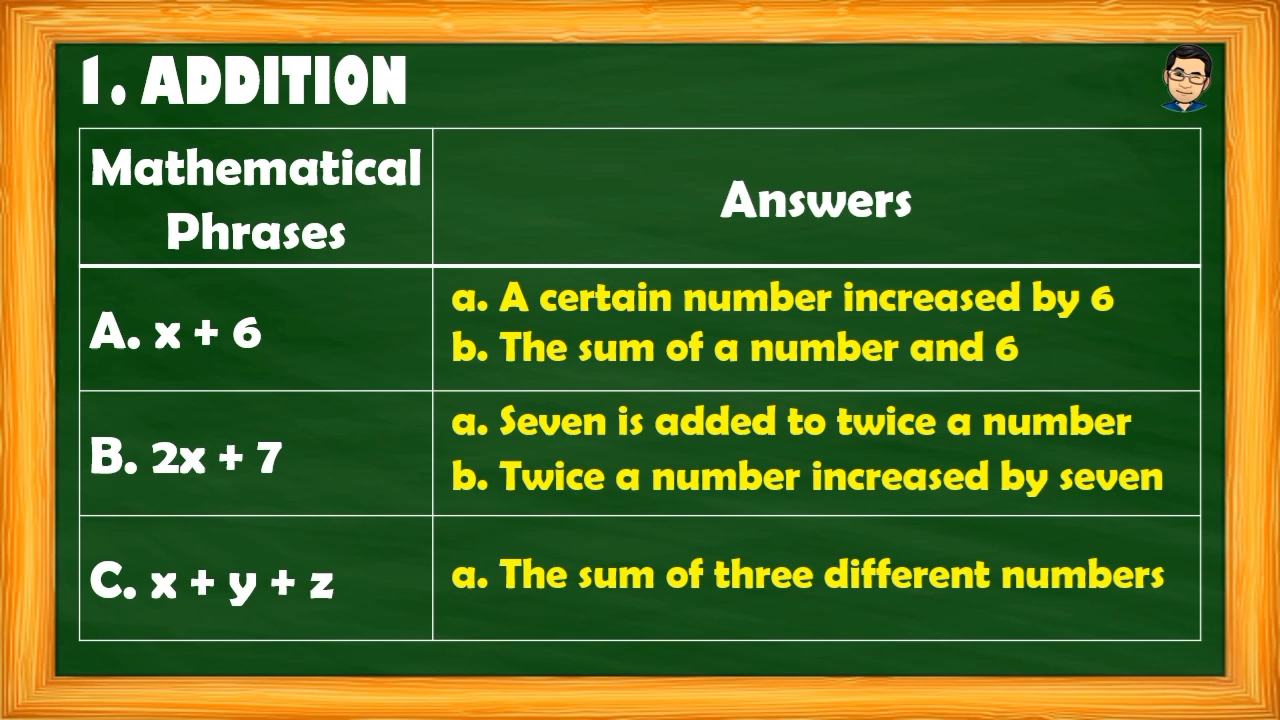 1. ADDITION
Mathematical
Phrases
Answers
A. x + 6
a. A certain number increased by 6
b. The sum of a number and 6
B. 2x + 7
a. Seven is added to twice a number
b. Twice a number increased by seven
C. x + y + z
a. The sum of three different numbers